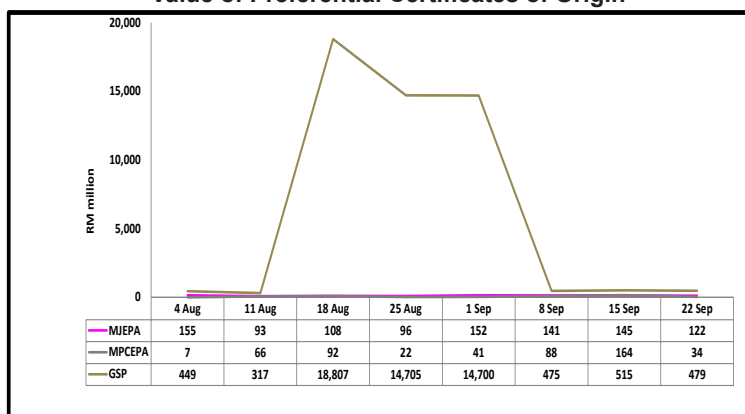 Value of Preferential Certificates of Origin
20,000
15,000
10,000
5,000
0
RM million
4 Aug 11 Aug 18 Aug 25 Aug 1 Sep 8 Sep 15 Sep 22 Sep
MJEPA 155 93 108 96 152 141 145 122
MPCEPA 7 66 92 22 41 88 164 34
GSP 449 317 18,807 14,705 14,700 475 515 479